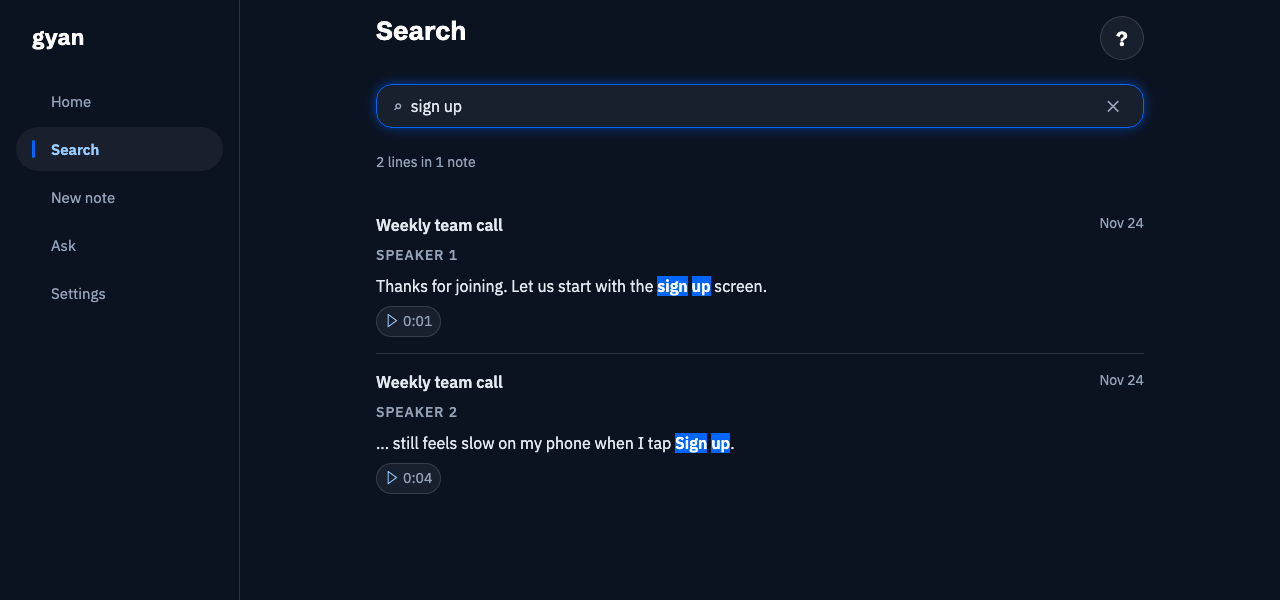 gyan
Home
Search
New note
Ask
Settings
Search
?
sign up
2 lines in 1 note
Weekly team call
Nov 24
SPEAKER 1
Thanks for joining. Let us start with the sign up screen.
0:01
Weekly team call
Nov 24
SPEAKER 2
... still feels slow on my phone when I tap Sign up.
0:04